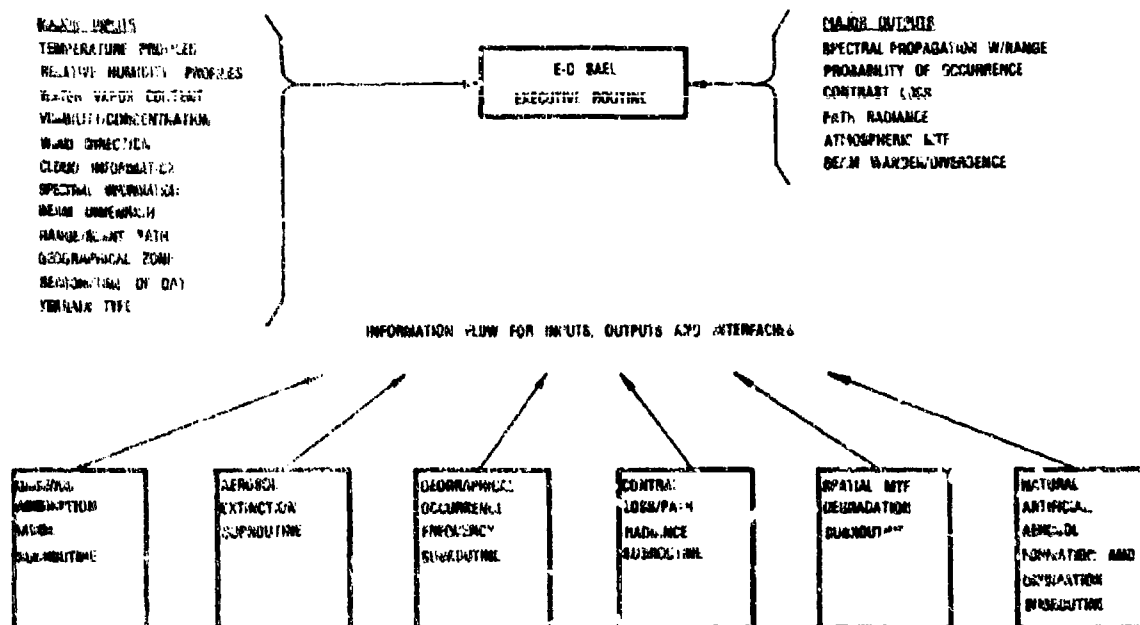 MAJOR INPUTS
TEMPERATURE PROFILES
RELATIVE HUMIDITY PROFILES
WATER VAPOR CONTENT
VISIBILITY/CONCENTRATION
WIND DIRECTION
CLOUD INFORMATION
SPECTRAL INFORMATION
BEAM
RANGE/SLANT PATH
GEOGRAPHICAL ZONE
SEASON/TIME OF DAY
TERRAIN TYPE
E-O SAEL
EXECUTIVE ROUTINE
MAJOR OUTPUTS
SPECTRAL PROPAGATION W/RANGE
PROBABILITY OF OCCURRENCE
CONTRAST LOSS
PATH RADIANCE
ATMOSPHERIC MTF
BEAM WANDER/DIVERGENCE
INFORMATION FLOW FOR INPUTS, OUTPUTS AND INTERFACES
ABSORPTION
SUBROUTINE
AEROSOL
EXTINCTION
SUBROUTINE
GEOGRAPHICAL
OCCURRENCE
FREQUENCY
SUBROUTINE
CONTRAST
LOSS/PATH
RADIANCE
SUBROUTINE
SPATIAL MTF
DEGRADATION
SUBROUTINE
NATURAL
ARTIFICIAL
AEROSOL
FORMATION AND
SUBROUTINE